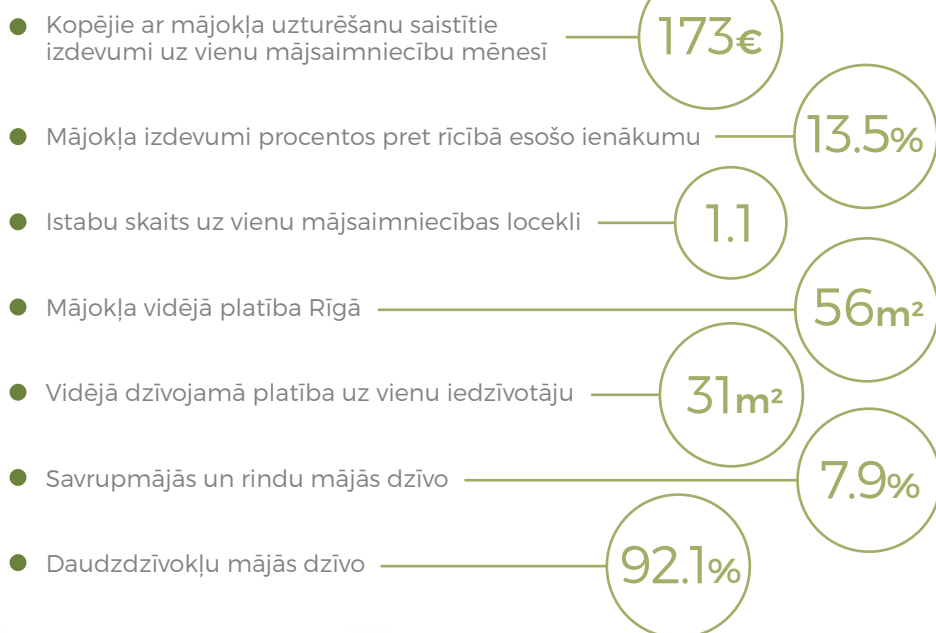 Kopējie ar mājokļa uzturēšanu saistītie
izdevumi uz vienu mājsaimniecību mēnesī
173€
Mājokļa izdevumi procentos pret rīcībā esošo ienākumu
13.5%
Istabu skaits uz vienu mājsaimniecības locekli
1.1
Mājokļa vidējā platība Rīgā
56m²
Vidējā dzīvojamā platība uz vienu iedzīvotāju
31m²
Savrupmājās un rindu mājās dzīvo
7.9%
Daudzdzīvokļu mājās dzīvo
92.1%